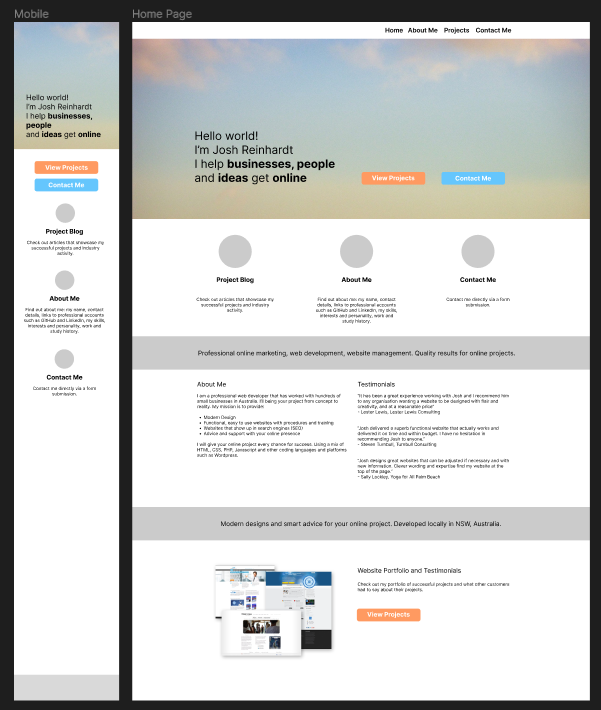 Mobile
Hello world!
I'm Josh Reinhardt
I help businesses,
people
and ideas get online
View Projects
Contact Me
Project Blog
Check out articles that showcase my
successful projects and industry
activity.
About Me
Find out about me: my name, contact
details, links to professional accounts
such as GitHub and LinkedIn, my skills,
interests and personality, work and
study history.
Contact Me
Contact me directly via a form
submission.
Home Page
Home About Me Projects Contact Me
Hello world!
I'm Josh Reinhardt
I help businesses, people
and ideas get online
View Projects
Contact Me
Project Blog
Check out articles that showcase my
successful projects and industry
activity.
About Me
Find out about me: my name, contact
details, links to professional accounts
such as GitHub and LinkedIn, my skills,
interests and personality, work and
study history.
Contact Me
Contact me directly via a form
submission.
Professional online marketing, web development, website management. Quality results for online projects.
About Me
I am a professional web developer that has worked with hundreds of
small businesses in Australia. I'll bring your project from concept to
reality. My mission is to provide:
• Modern Design
• Functional, easy to use websites with procedures and training
• Websites that show up in search engines (SEO)
• Advice and support with your online presence
I will give your online project every chance for success. Using a mix of
HTML, CSS, PHP, Javascript and other coding languages and platforms
such as Wordpress.
Testimonials
"It has been a great experience working with Josh and I recommend him
to any organisation wanting a website to be designed with flair and
creativity, and at a reasonable price"
- Lester Lewis, Lester Lewis Consulting
"Josh delivered a superb functional website that actually works and
delivered it on time and within budget. I have no hesitation in
recommending Josh to anyone."
- Steven Turnbull, Turnbull Consulting
"Josh designs great websites that can be adjusted if necessary and with
new information. Clever wording and expertise find my website at the
top of the page."
- Sally Lockley, Yoga for All Palm Beach
Modern designs and smart advice for your online project. Developed locally in NSW, Australia.
Website Portfolio and Testimonials
Check out my portfolio of successful projects and what other customers
had to say about their projects.
View Projects